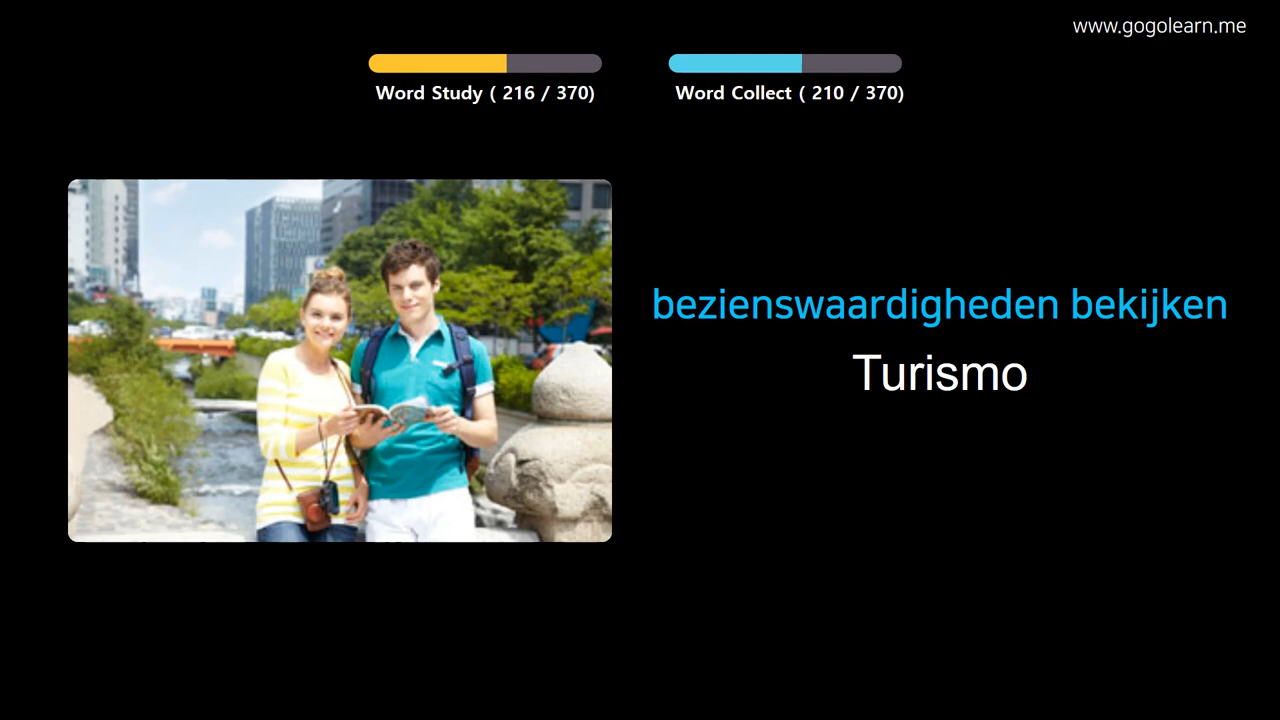 www.gogolearn.me
Word Study ( 216 / 370)
Word Collect ( 210 / 370)
bezienswaardigheden bekijken
Turismo